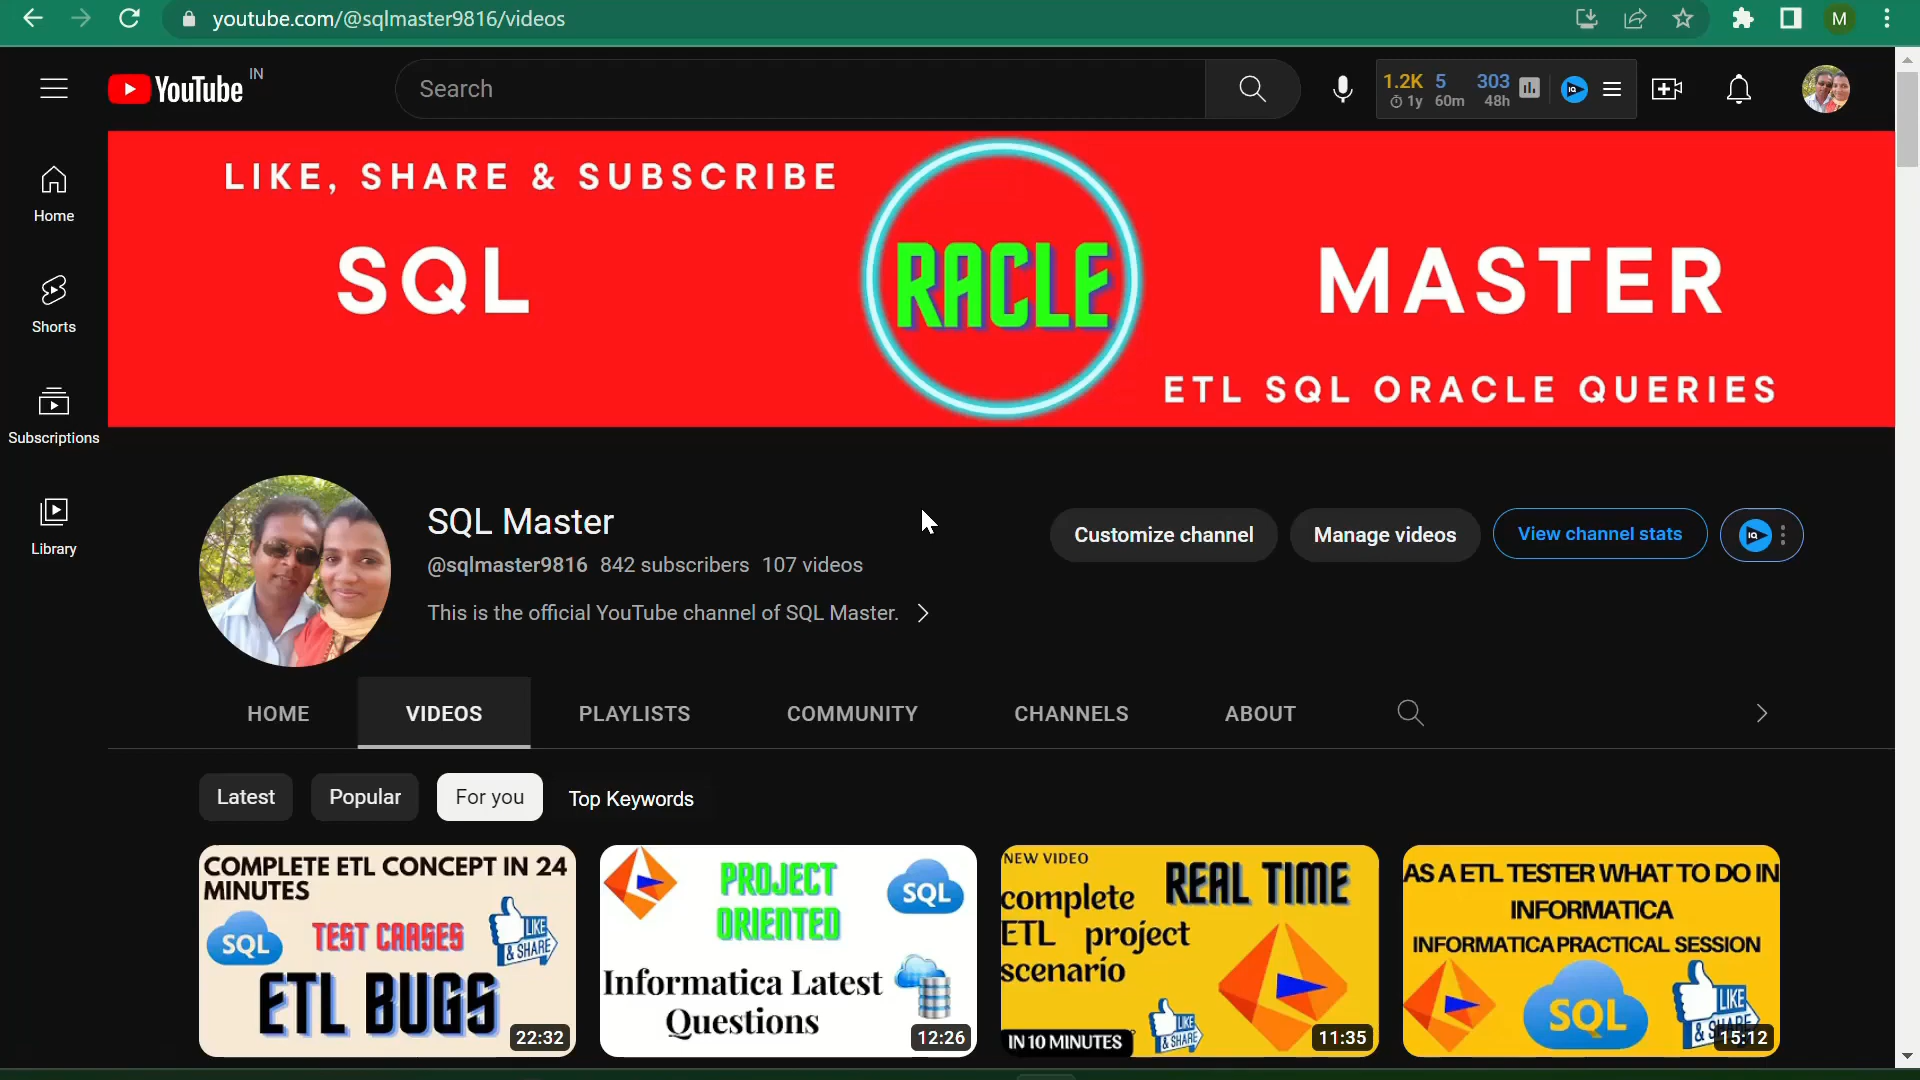 youtube.com/@sqlmaster9816/videos
M
YouTube IN
Search
1.2K 5 303
1y 60m 48h
IQ
Home
Shorts
Subscriptions
Library
LIKE, SHARE & SUBSCRIBE
SQL
RACLE
MASTER
ETL SQL ORACLE QUERIES
SQL Master
@sqlmaster9816 842 subscribers 107 videos
This is the official YouTube channel of SQL Master.
Customize channel
Manage videos
View channel stats
IQ
HOME VIDEOS PLAYLISTS COMMUNITY CHANNELS ABOUT
Latest Popular For you Top Keywords
COMPLETE ETL CONCEPT IN 24
MINUTES
SQL
TEST CAASES
LIKE
& SHARE
ETL BUGS
22:32
PROJECT
ORIENTED
SQL
Informatica Latest
Questions
12:26
NEW VIDEO
REAL TIME
complete
ETL project
scenario
LIKE
& SHARE
IN 10 MINUTES
11:35
AS A ETL TESTER WHAT TO DO IN
INFORMATICA
INFORMATICA PRACTICAL SESSION
SQL
LIKE
& SHARE
15:12